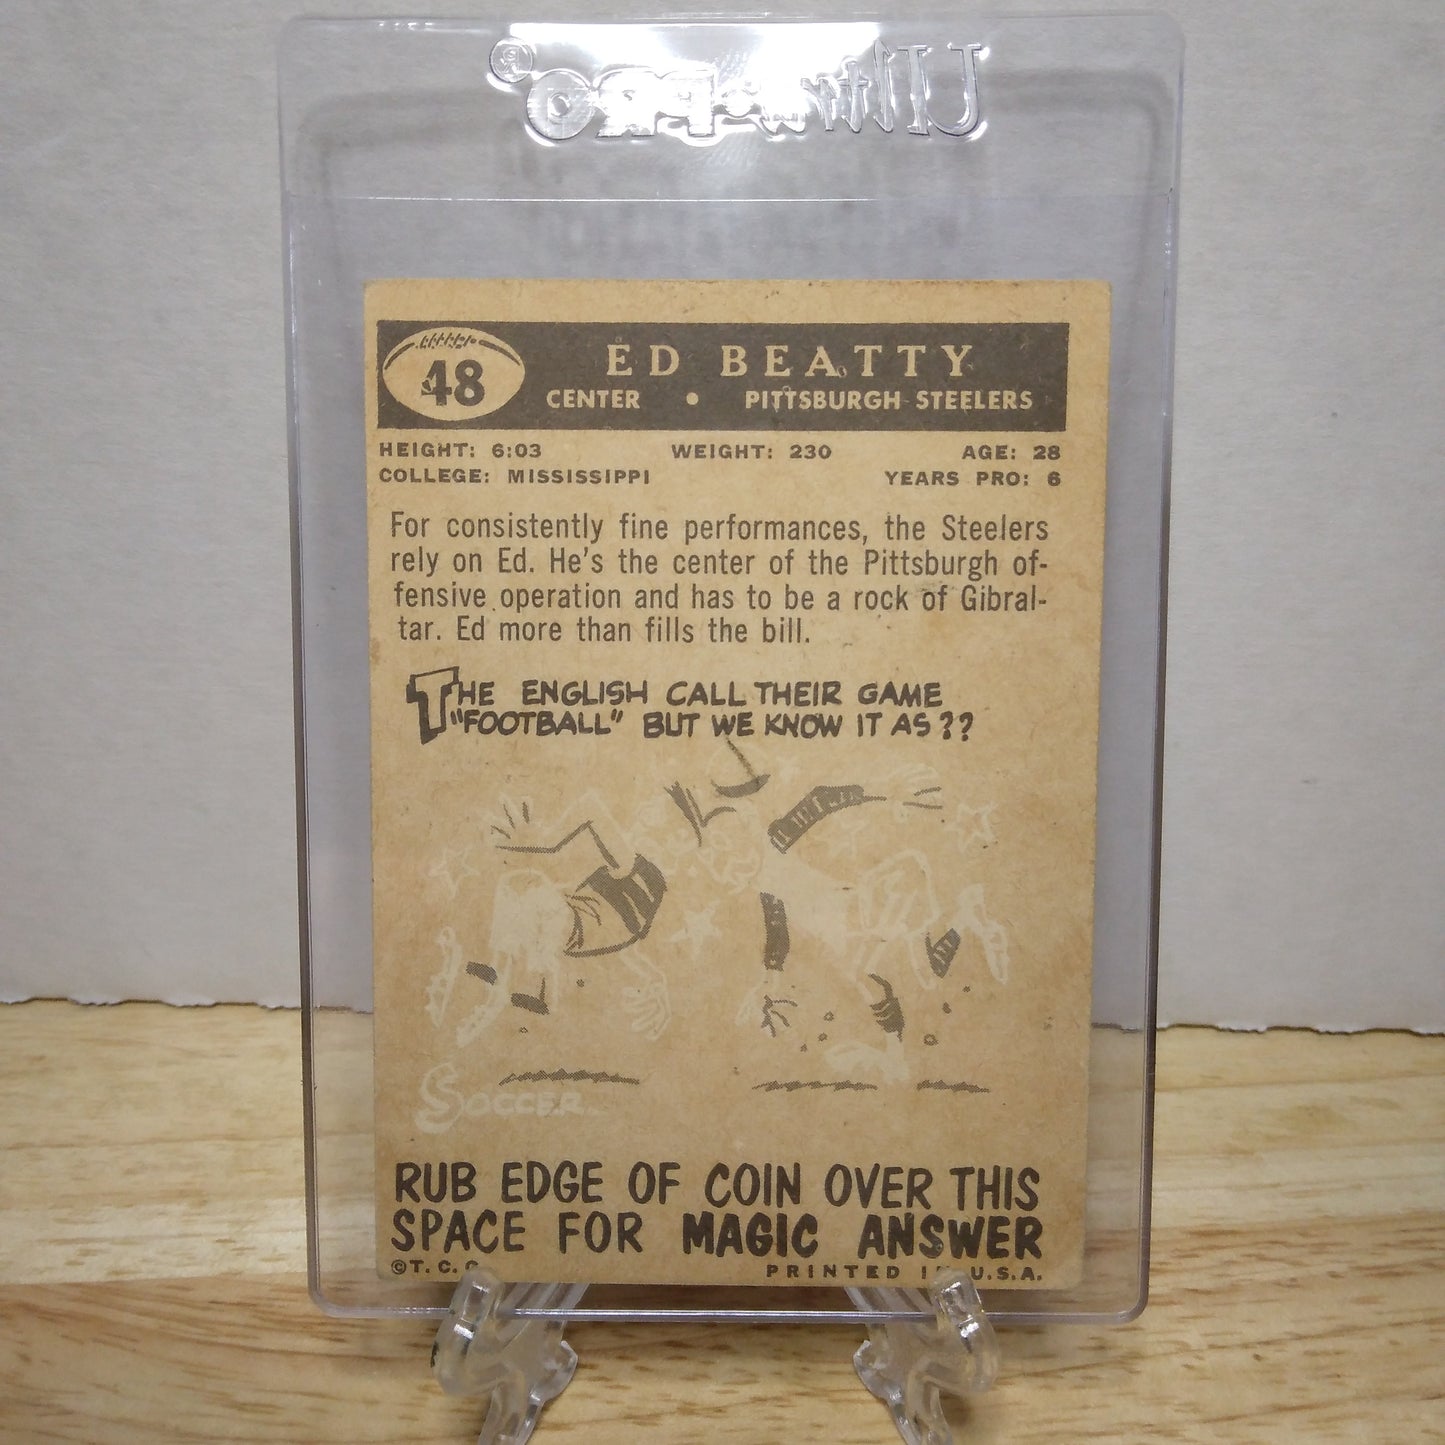 Ultra•PRO®
48
ED BEATTY
CENTER • PITTSBURGH STEELERS
HEIGHT: 6:03 WEIGHT: 230 AGE: 28
COLLEGE: MISSISSIPPI YEARS PRO: 6
For consistently fine performances, the Steelers
rely on Ed. He's the center of the Pittsburgh of-
fensive operation and has to be a rock of Gibral-
tar. Ed more than fills the bill.
THE ENGLISH CALL THEIR GAME
"FOOTBALL" BUT WE KNOW IT AS??
SOCCER
RUB EDGE OF COIN OVER THIS
SPACE FOR MAGIC ANSWER
©T. C. G.
PRINTED IN U.S.A.